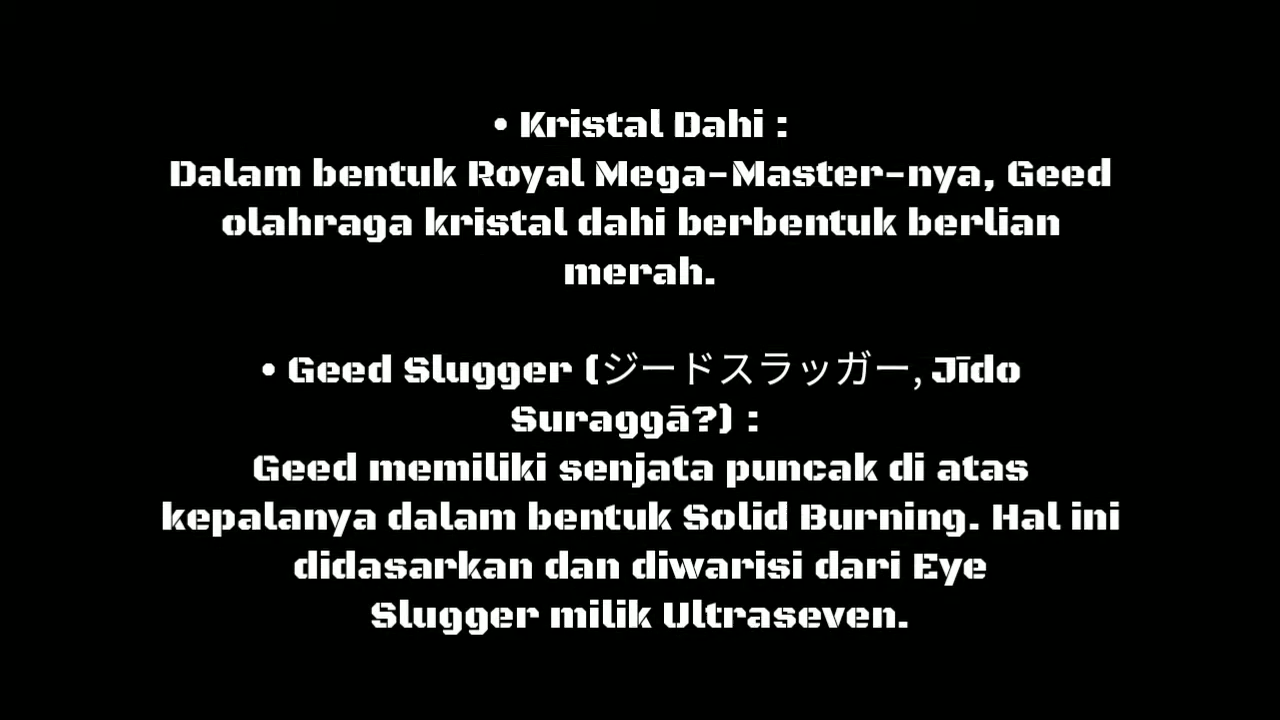 • Kristal Dahi :
Dalam bentuk Royal Mega-Master-nya, Geed
olahraga kristal dahi berbentuk berlian
merah.
• Geed Slugger (ジードスラッガー, Jīdo
Suraggā?) :
Geed memiliki senjata puncak di atas
kepalanya dalam bentuk Solid Burning. Hal ini
didasarkan dan diwarisi dari Eye
Slugger milik Ultraseven.